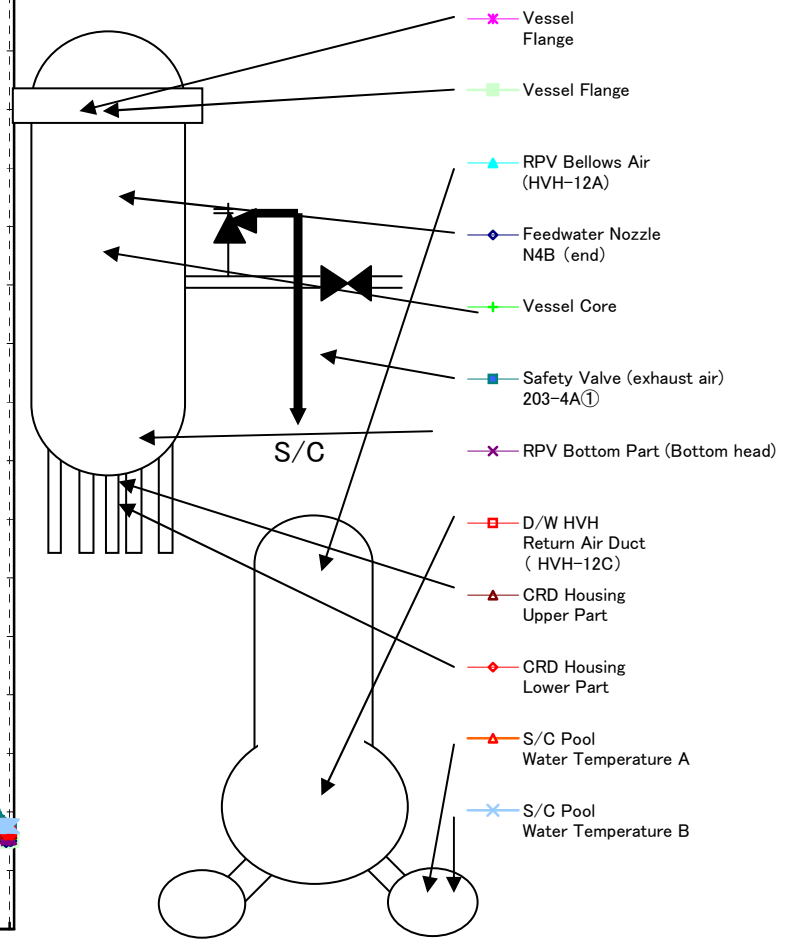 Vessel
Flange
Vessel Flange
RPV Bellows Air
(HVH-12A)
Feedwater Nozzle
N4B (end)
Vessel Core
Safety Valve (exhaust air)
203-4A①
S/C
RPV Bottom Part (Bottom head)
D/W HVH
Return Air Duct
( HVH-12C)
CRD Housing
Upper Part
CRD Housing
Lower Part
S/C Pool
Water Temperature A
S/C Pool
Water Temperature B